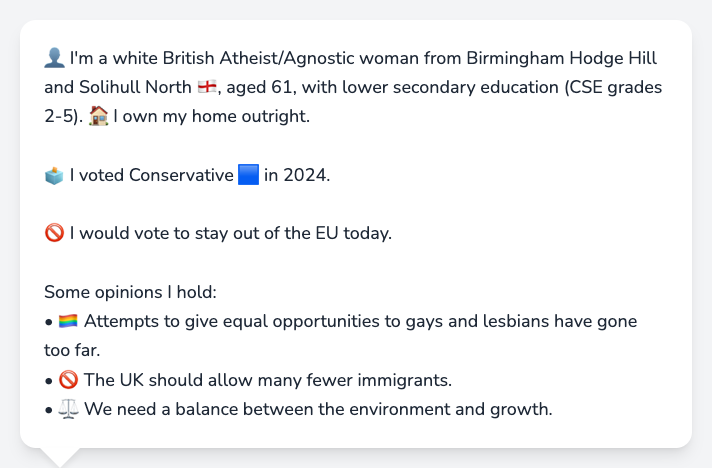 👤 I'm a white British Atheist/Agnostic woman from Birmingham Hodge Hill
and Solihull North 🏴󠁧󠁢󠁥󠁮󠁧󠁿, aged 61, with lower secondary education (CSE grades
2-5). 🏠 I own my home outright.
🗳️ I voted Conservative 🟦 in 2024.
🚫 I would vote to stay out of the EU today.
Some opinions I hold:
• 🏳️‍🌈 Attempts to give equal opportunities to gays and lesbians have gone
too far.
• 🚫 The UK should allow many fewer immigrants.
• ⚖️ We need a balance between the environment and growth.